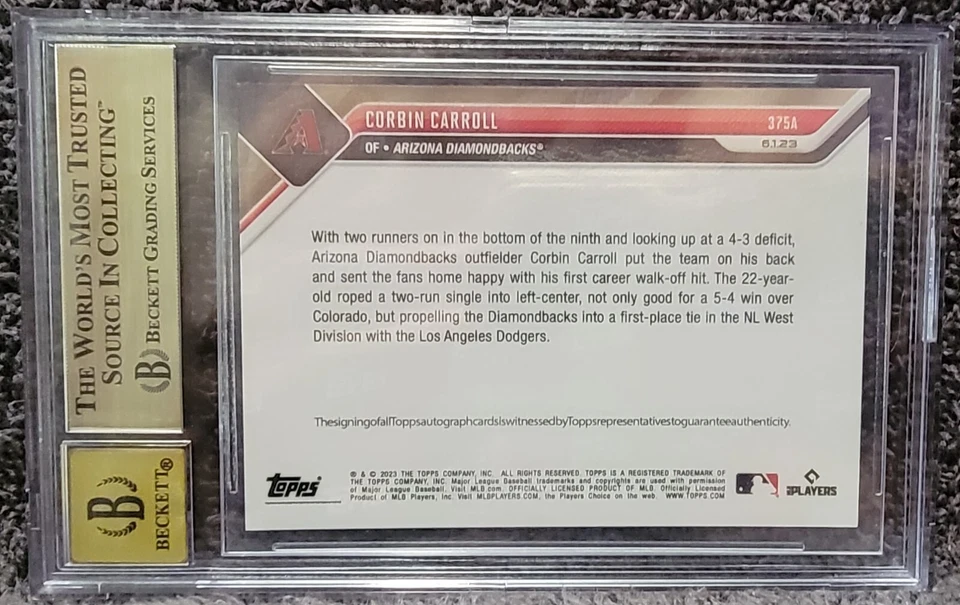 THE WORLD'S MOST TRUSTED
SOURCE IN COLLECTING™
B BECKETT GRADING SERVICES
B
BECKETT®
A
CORBIN CARROLL
375A
OF • ARIZONA DIAMONDBACKS®
6.1.23
With two runners on in the bottom of the ninth and looking up at a 4-3 deficit,
Arizona Diamondbacks outfielder Corbin Carroll put the team on his back
and sent the fans home happy with his first career walk-off hit. The 22-year-
old roped a two-run single into left-center, not only good for a 5-4 win over
Colorado, but propelling the Diamondbacks into a first-place tie in the NL West
Division with the Los Angeles Dodgers.
ThesigningofallToppsautographcardsiswitnessedbyToppsrepresentativestoguaranteeauthenticity.
Topps®
® & © 2023 THE TOPPS COMPANY, INC. ALL RIGHTS RESERVED. TOPPS IS A REGISTERED TRADEMARK OF
THE TOPPS COMPANY, INC. Major League Baseball trademarks and copyrights are used with permission
of Major League Baseball. Visit MLB.com. OFFICIALLY LICENSED PRODUCT OF MLB. Officially Licensed
Product of MLB Players, Inc. Visit MLBPLAYERS.COM, the Players Choice on the web. WWW.TOPPS.COM
PLAYERS